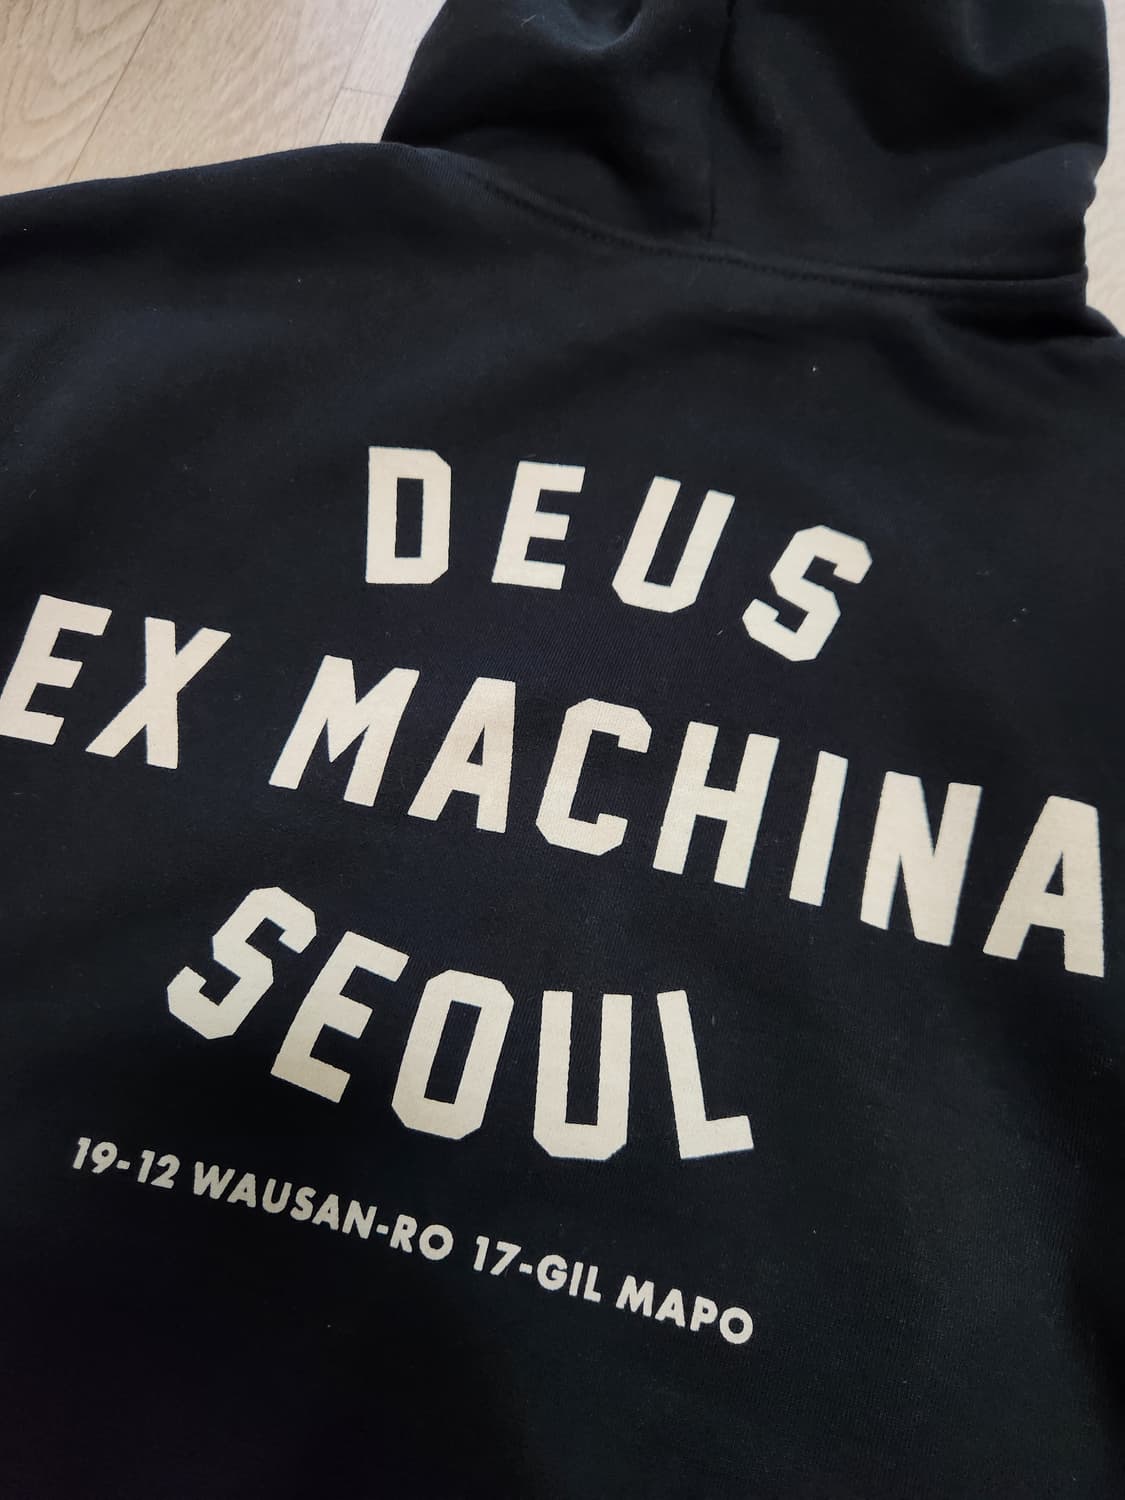 DEUS
EX MACHINA
SEOUL
19-12 WAUSAN-RO 17-GIL MAPO